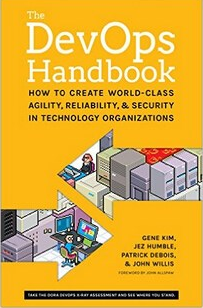 The
DevOps
Handbook
HOW TO CREATE WORLD-CLASS
AGILITY, RELIABILITY, & SECURITY
IN TECHNOLOGY ORGANIZATIONS
GENE KIM,
JEZ HUMBLE,
PATRICK DEBOIS,
& JOHN WILLIS
FOREWORD BY JOHN ALLSPAW
TAKE THE DORA DEVOPS X-RAY ASSESSMENT AND SEE WHERE YOU STAND.